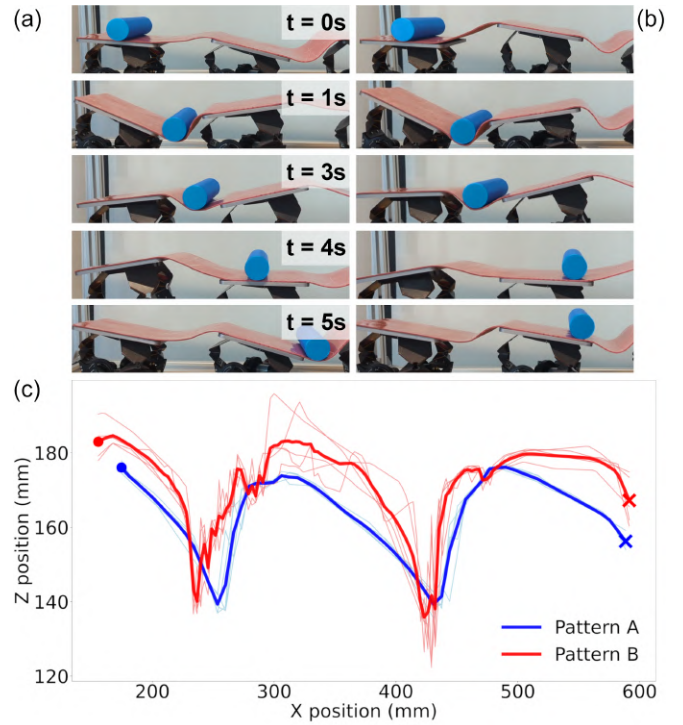 (a)
(b)
t = 0s
t = 1s
t = 3s
t = 4s
t = 5s
(c)
Z position (mm)
180
160
140
120
Pattern A
Pattern B
200
300
400
500
600
X position (mm)